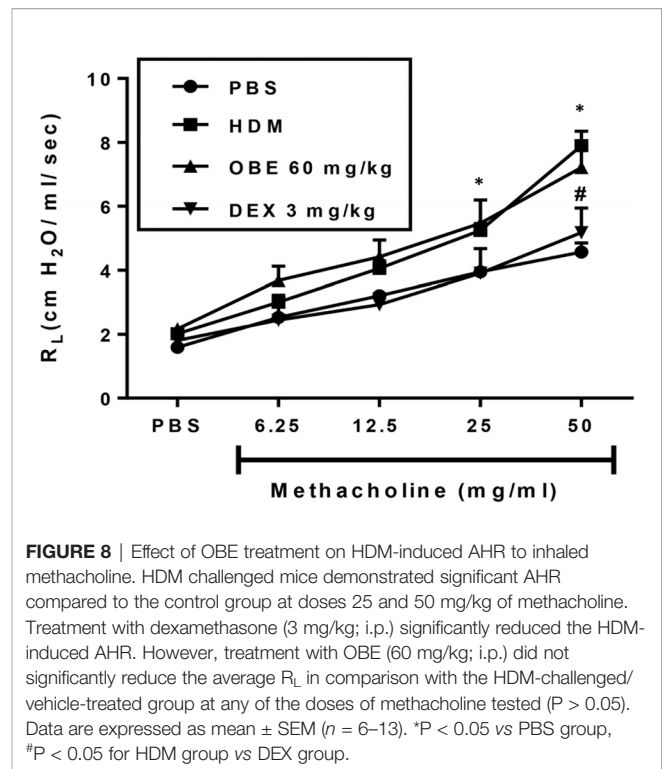 10
8
6
4
2
0
R_L(cm H₂O/ml/sec)
PBS
HDM
OBE 60 mg/kg
DEX 3 mg/kg
*
*
#
PBS 6.25 12.5 25 50
Methacholine (mg/ml)
FIGURE 8 | Effect of OBE treatment on HDM-induced AHR to inhaled
methacholine. HDM challenged mice demonstrated significant AHR
compared to the control group at doses 25 and 50 mg/kg of methacholine.
Treatment with dexamethasone (3 mg/kg; i.p.) significantly reduced the HDM-
induced AHR. However, treatment with OBE (60 mg/kg; i.p.) did not
significantly reduce the average R_L in comparison with the HDM-challenged/
vehicle-treated group at any of the doses of methacholine tested (P > 0.05).
Data are expressed as mean ± SEM (n = 6–13). *P < 0.05 vs PBS group,
#P < 0.05 for HDM group vs DEX group.